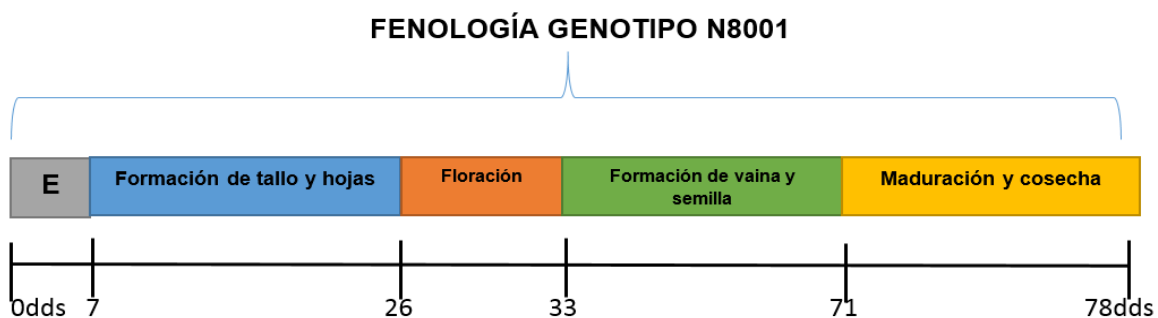 FENOLOGÍA GENOTIPO N8001
E
Formación de tallo y hojas
Floración
Formación de vaina y
semilla
Maduración y cosecha
0dds 7 26 33 71 78dds